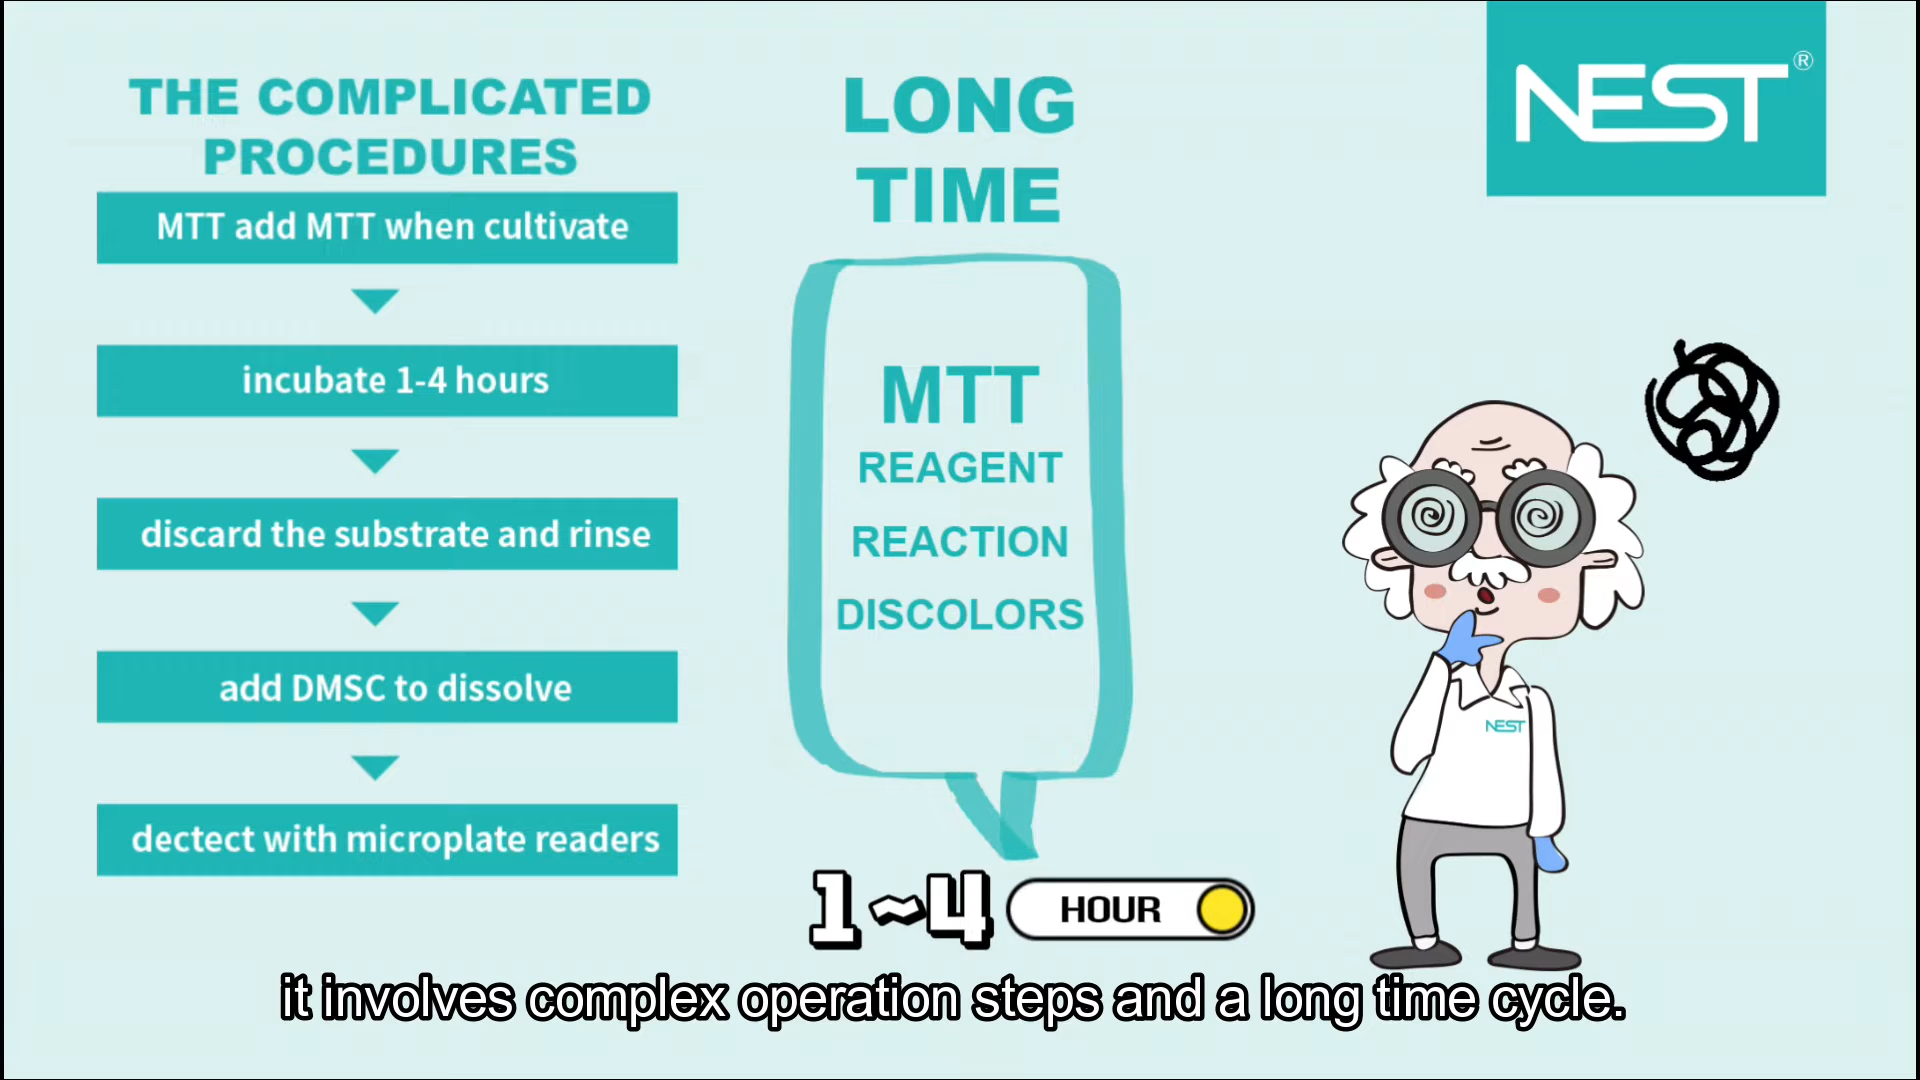 THE COMPLICATED
PROCEDURES
MTT add MTT when cultivate
incubate 1-4 hours
discard the substrate and rinse
add DMSC to dissolve
dectect with microplate readers
LONG
TIME
MTT
REAGENT
REACTION
DISCOLORS
1~4 HOUR
NEST®
NEST
it involves complex operation steps and a long time cycle.